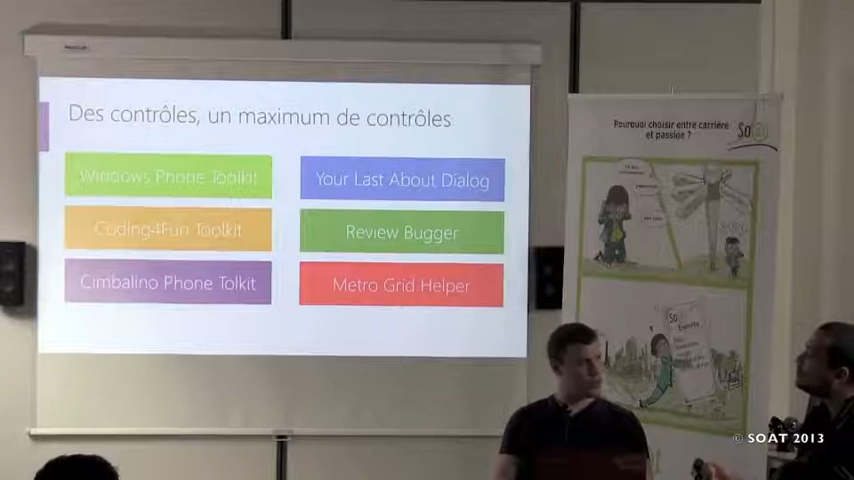 Des contrôles, un maximum de contrôles
Windows Phone Toolkit
Your Last About Dialog
Coding4Fun Toolkit
Review Bugger
Cimbalino Phone Tolkit
Metro Grid Helper
Pourquoi choisir entre carrière
et passion ?
So@t
© SOAT 2013